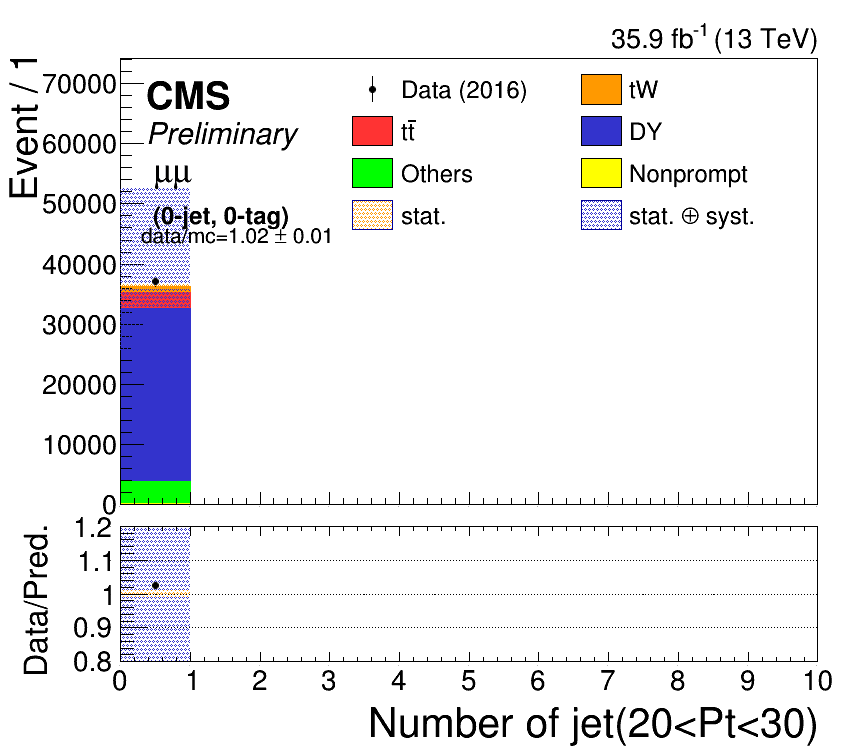 35.9 fb⁻¹ (13 TeV)
Event / 1
70000
60000
50000
40000
30000
20000
10000
0
CMS
Preliminary
μμ
(0-jet, 0-tag)
data/mc=1.02 ± 0.01
Data (2016)
tW
tt̄
DY
Others
Nonprompt
stat.
stat. ⊕ syst.
Data/Pred.
1.2
1.1
1
0.9
0.8
0 1 2 3 4 5 6 7 8 9 10
Number of jet(20<Pt<30)